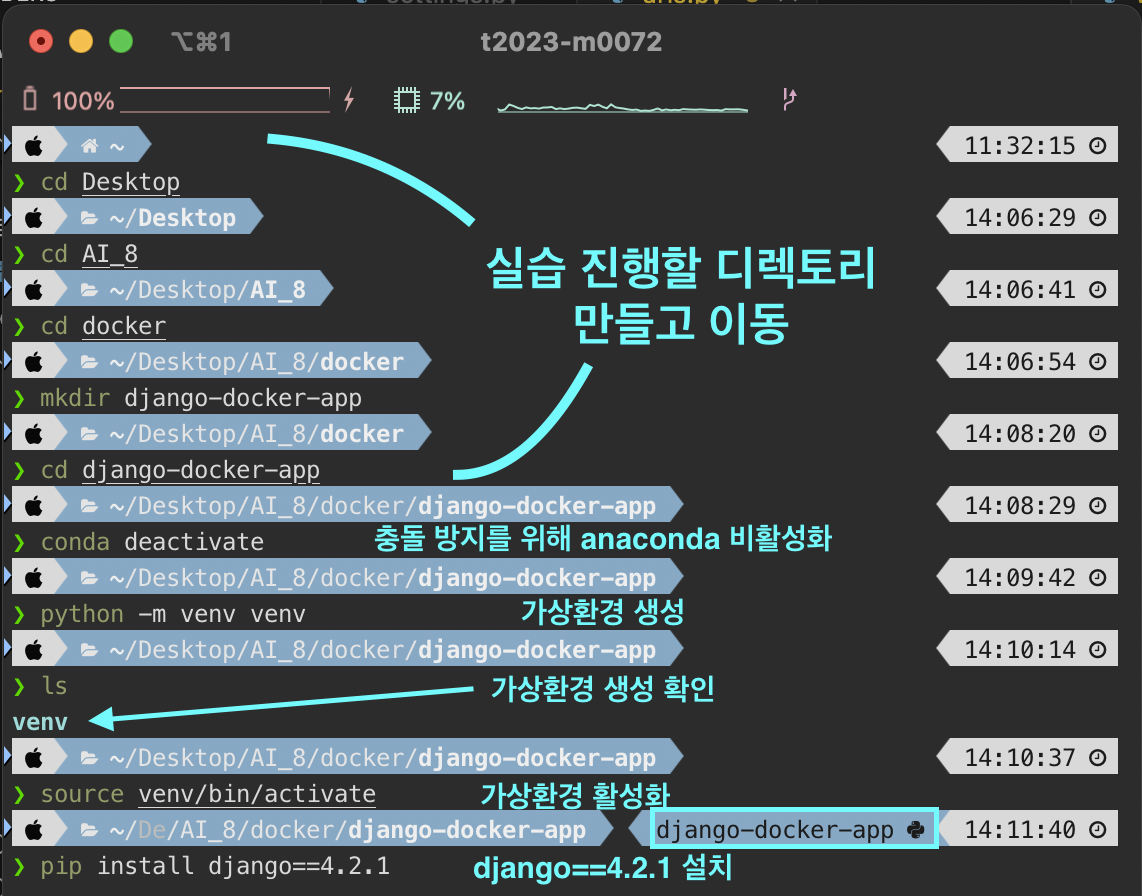 ⌥⌘1 t2023-m0072
100% 7%
~ 11:32:15
❯ cd Desktop
~/Desktop 14:06:29
❯ cd AI_8
실습 진행할 디렉토리
~/Desktop/AI_8 14:06:41
만들고 이동
❯ cd docker
~/Desktop/AI_8/docker 14:06:54
❯ mkdir django-docker-app
~/Desktop/AI_8/docker 14:08:20
❯ cd django-docker-app
~/Desktop/AI_8/docker/django-docker-app 14:08:29
❯ conda deactivate 충돌 방지를 위해 anaconda 비활성화
~/Desktop/AI_8/docker/django-docker-app 14:09:42
❯ python -m venv venv 가상환경 생성
~/Desktop/AI_8/docker/django-docker-app 14:10:14
❯ ls 가상환경 생성 확인
venv
~/Desktop/AI_8/docker/django-docker-app 14:10:37
❯ source venv/bin/activate 가상환경 활성화
~/De/AI_8/docker/django-docker-app django-docker-app 14:11:40
❯ pip install django==4.2.1 django==4.2.1 설치